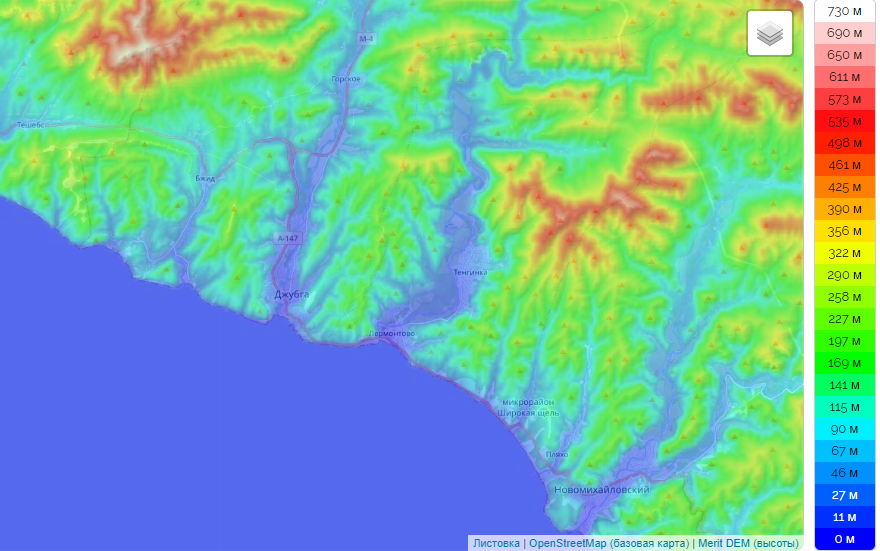 М-4
Горское
Тешебс
Бжид
А-147
Тенгинка
Джубга
Лермонтово
микрорайон
Широкая щель
Пляхо
Новомихайловский
Листовка | OpenStreetMap (базовая карта) | Merit DEM (высоты)
730 м
690 м
650 м
611 м
573 м
535 м
498 м
461 м
425 м
390 м
356 м
322 м
290 м
258 м
227 м
197 м
169 м
141 м
115 м
90 м
67 м
46 м
27 м
11 м
0 м